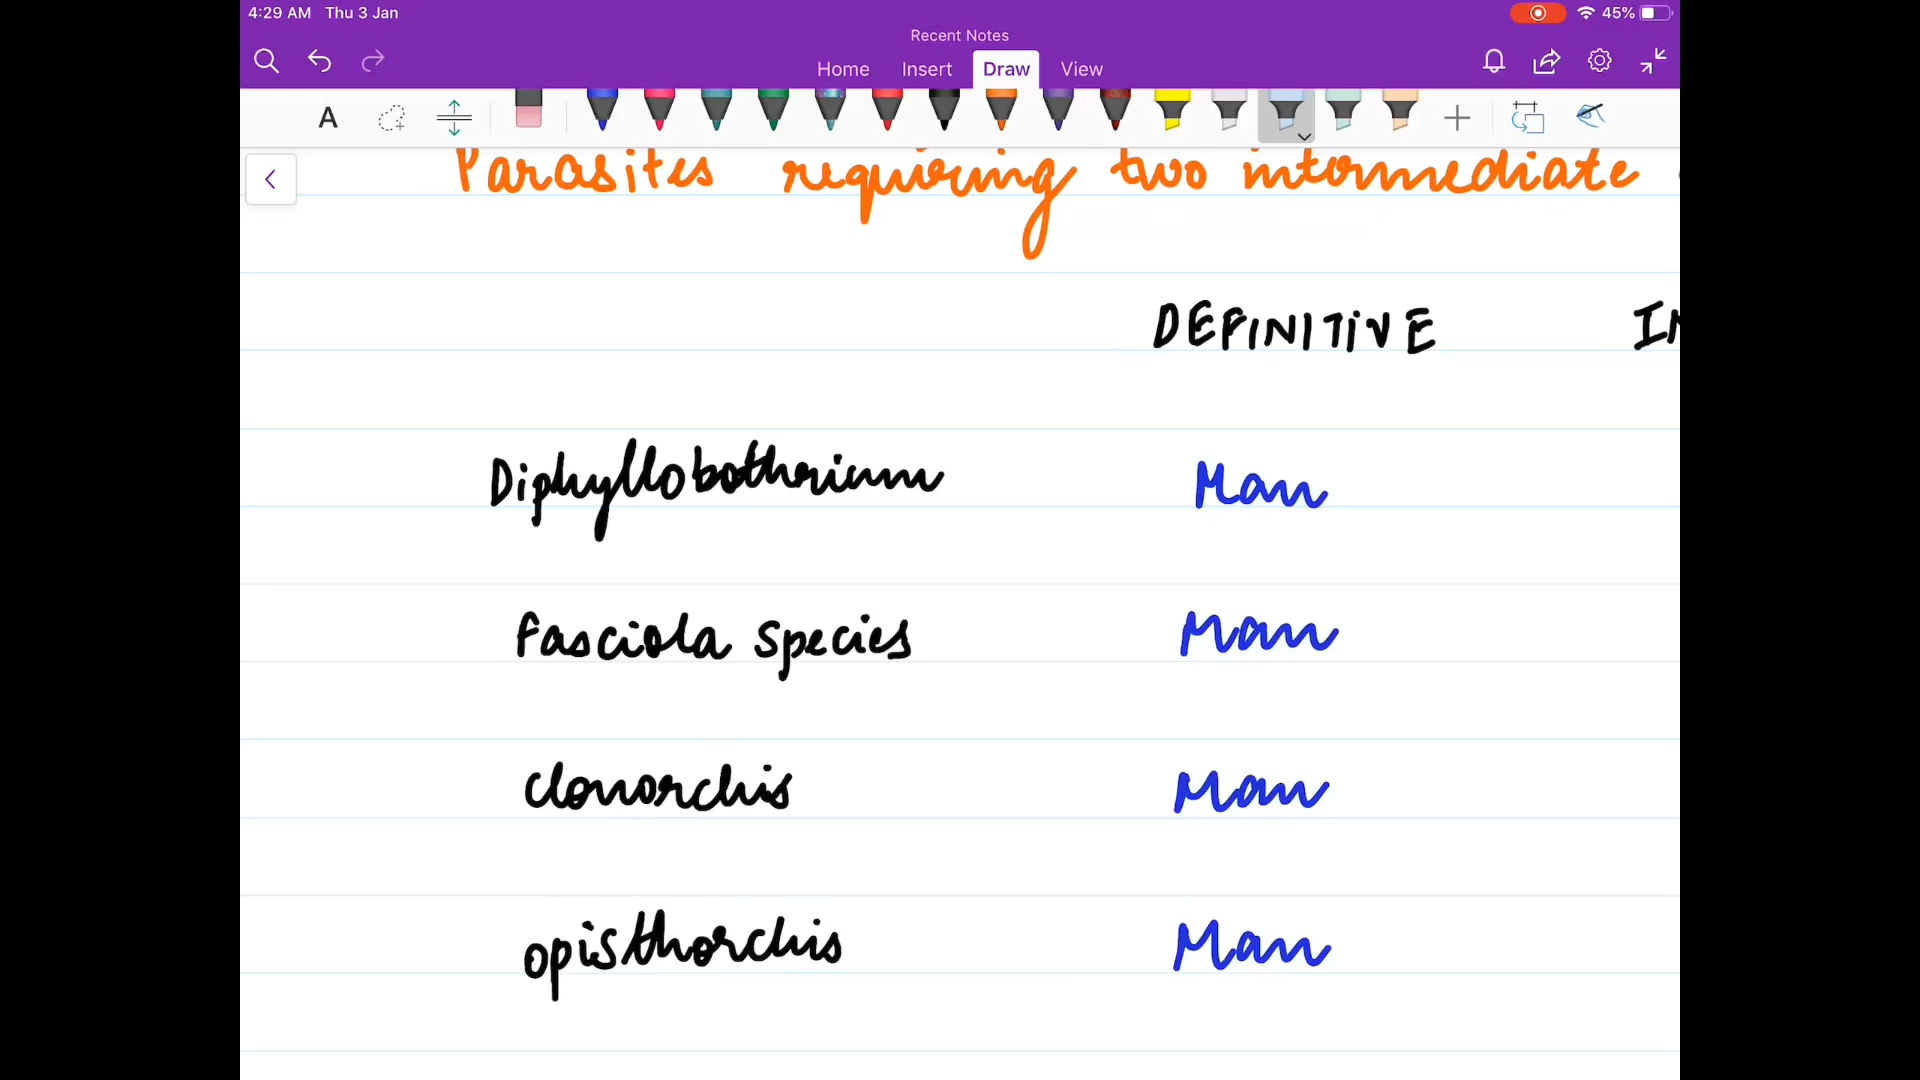 4:29 AM Thu 3 Jan 45%
Recent Notes
Home Insert Draw View
A
Parasites requiring two intermediate
DEFINITIVE IN
Diphyllobothrium Man
Fasciola species Man
Clonorchis Man
opisthorchis Man